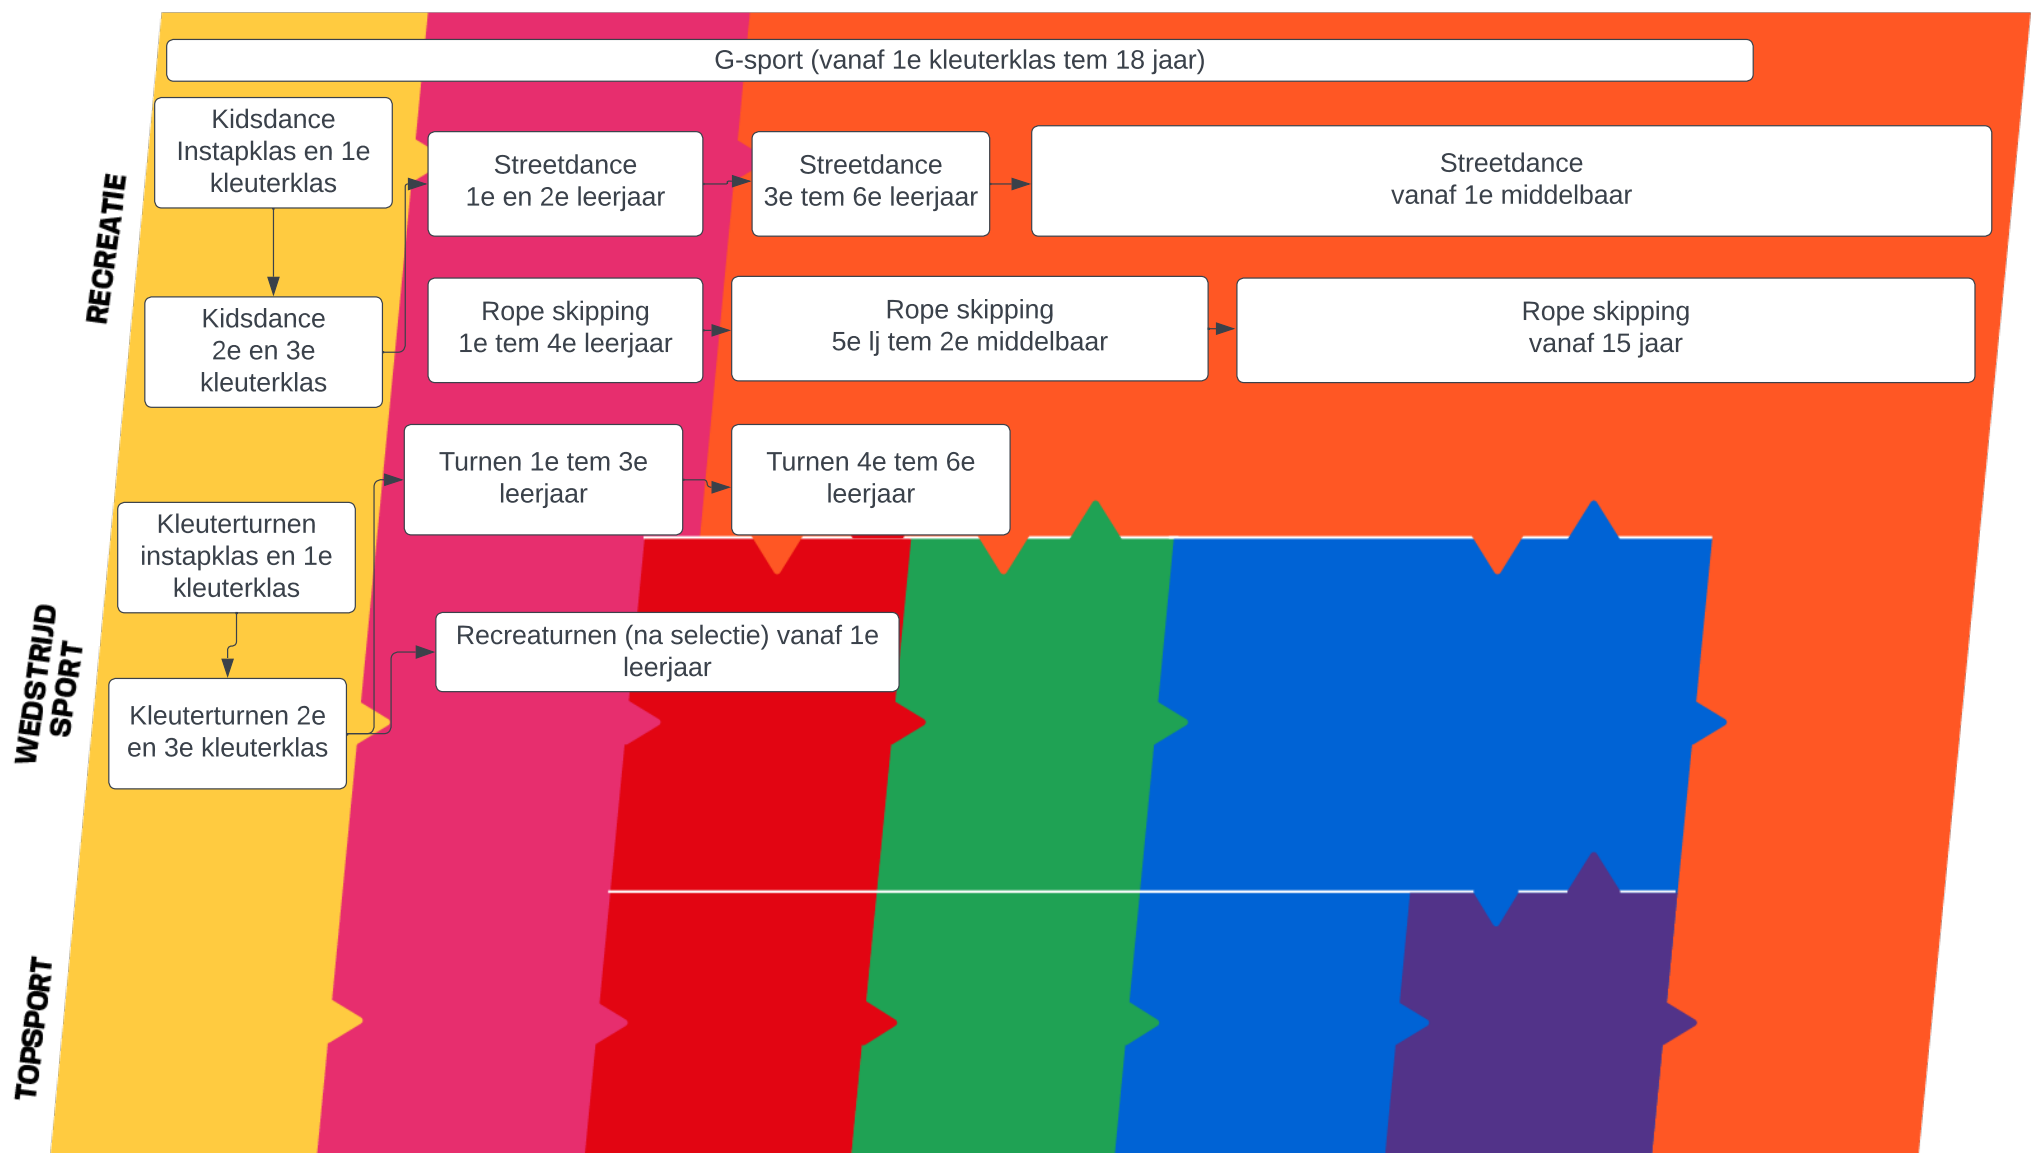 G-sport (vanaf 1e kleuterklas tem 18 jaar)
Kidsdance
Instapklas en 1e
kleuterklas
Streetdance
1e en 2e leerjaar
Streetdance
3e tem 6e leerjaar
Streetdance
vanaf 1e middelbaar
RECREATIE
Kidsdance
2e en 3e
kleuterklas
Rope skipping
1e tem 4e leerjaar
Rope skipping
5e lj tem 2e middelbaar
Rope skipping
vanaf 15 jaar
Turnen 1e tem 3e
leerjaar
Turnen 4e tem 6e
leerjaar
Kleuterturnen
instapklas en 1e
kleuterklas
WEDSTRIJD
SPORT
Recreaturnen (na selectie) vanaf 1e
leerjaar
Kleuterturnen 2e
en 3e kleuterklas
TOPSPORT